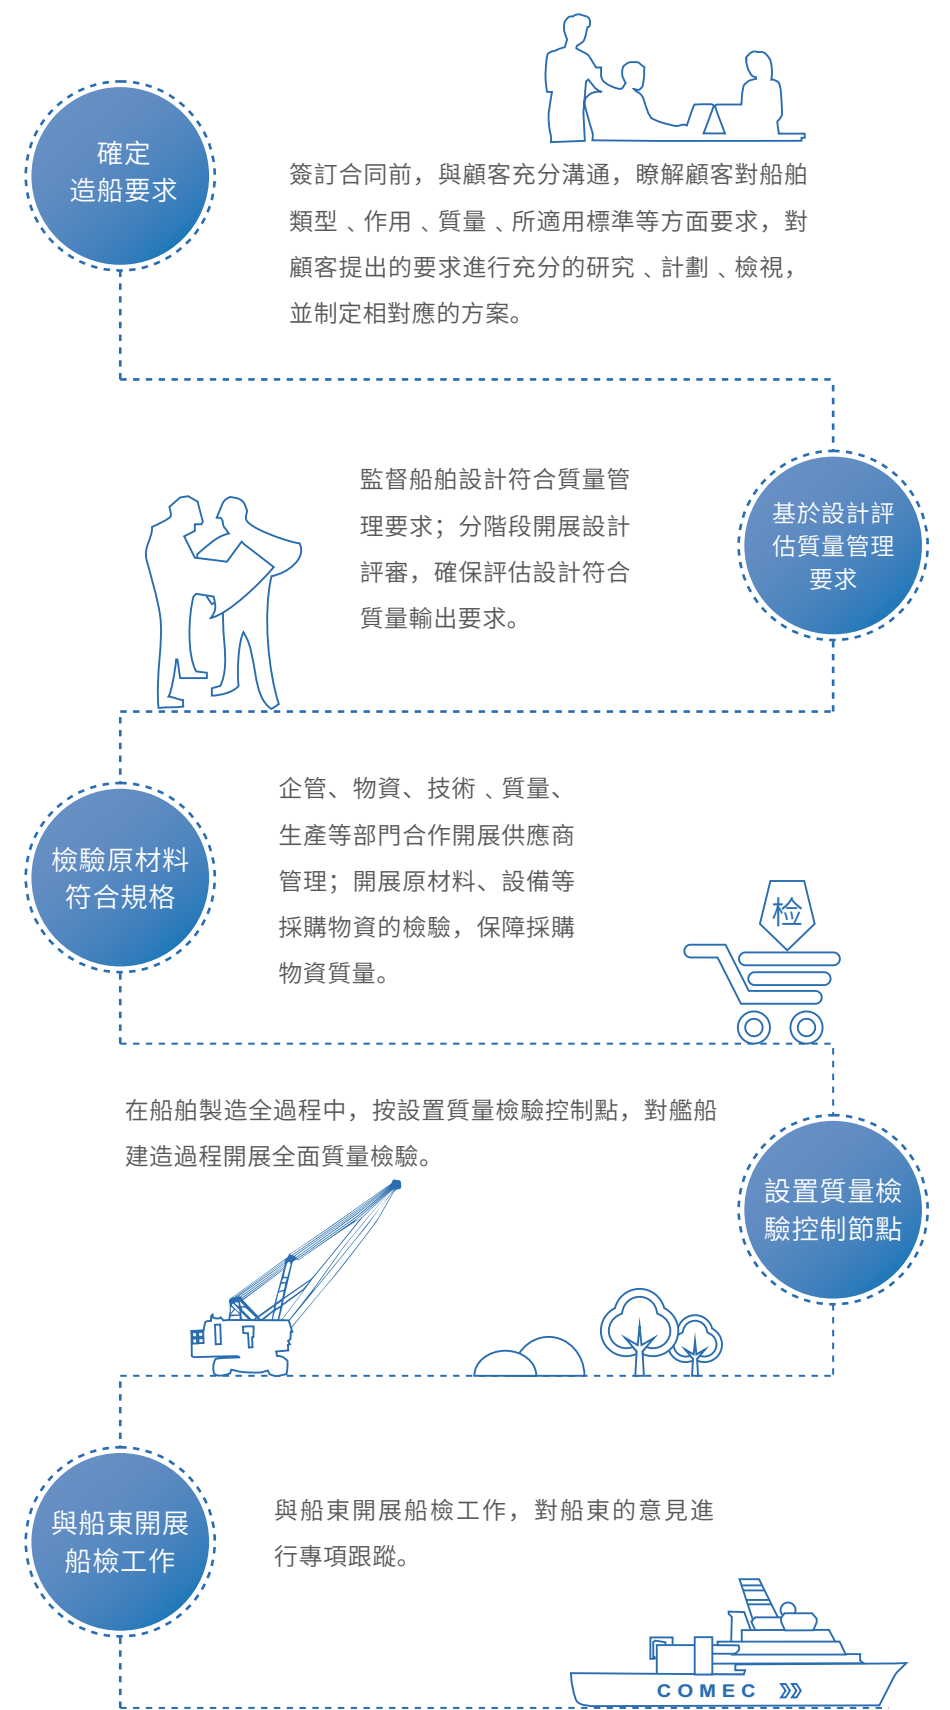 確定
造船要求
簽訂合同前，與顧客充分溝通，瞭解顧客對船舶
類型﹑作用﹑質量﹑所適用標準等方面要求，對
顧客提出的要求進行充分的研究﹑計劃﹑檢視，
並制定相對應的方案。
監督船舶設計符合質量管
理要求；分階段開展設計
評審，確保評估設計符合
質量輸出要求。
基於設計評
估質量管理
要求
檢驗原材料
符合規格
企管、物資、技術﹑質量、
生產等部門合作開展供應商
管理；開展原材料、設備等
採購物資的檢驗，保障採購
物資質量。
检
在船舶製造全過程中，按設置質量檢驗控制點，對艦船
建造過程開展全面質量檢驗。
設置質量檢
驗控制節點
與船東開展
船檢工作
與船東開展船檢工作，對船東的意見進
行專項跟蹤。
COMEC